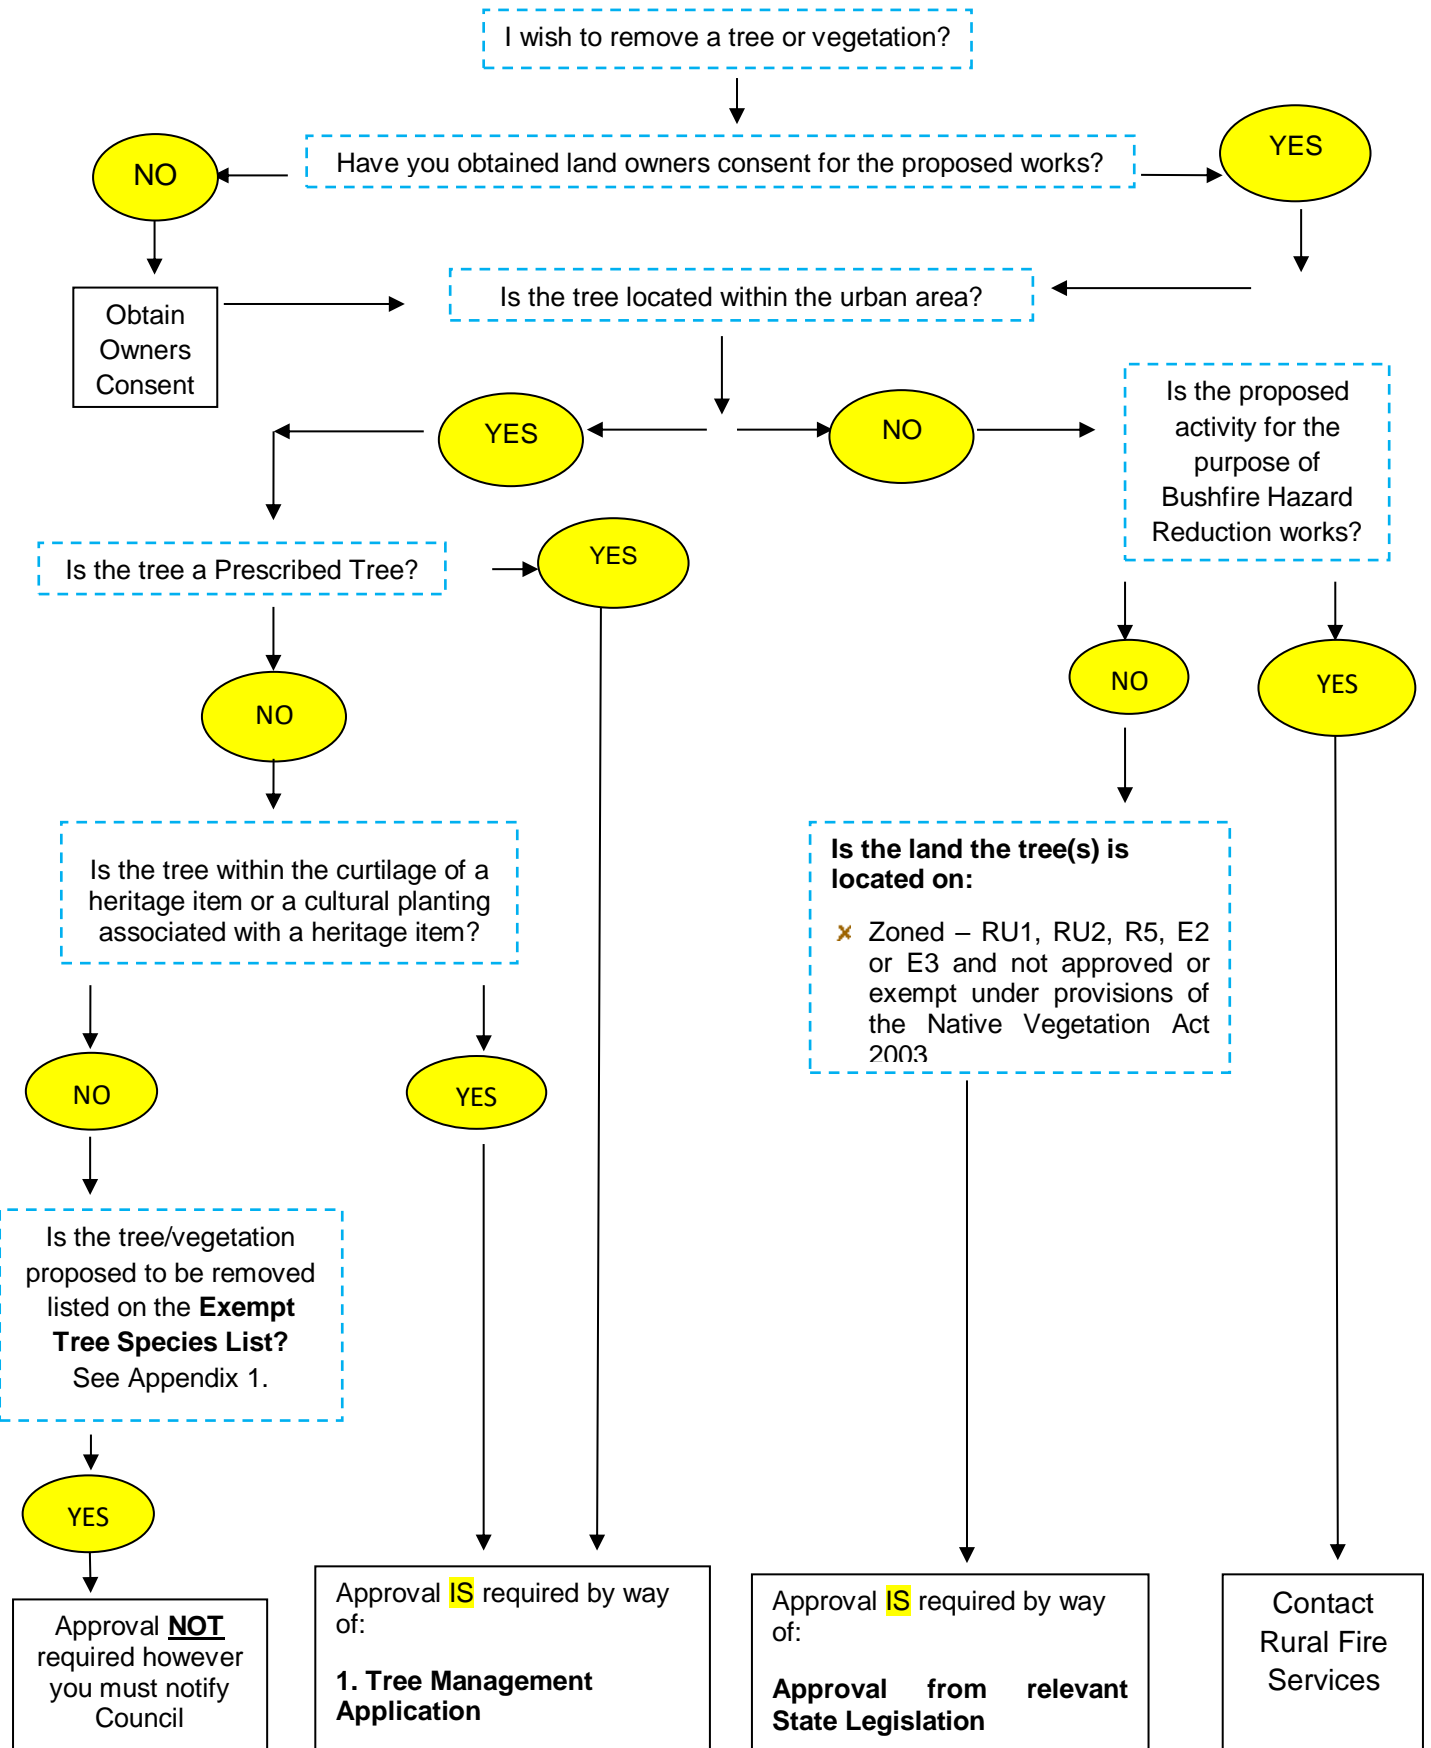 I wish to remove a tree or vegetation?
Have you obtained land owners consent for the proposed works?
NO
YES
Obtain
Owners
Consent
Is the tree located within the urban area?
YES
NO
Is the proposed
activity for the
purpose of
Bushfire Hazard
Reduction works?
Is the tree a Prescribed Tree?
YES
NO
NO
YES
Is the tree within the curtilage of a
heritage item or a cultural planting
associated with a heritage item?
Is the land the tree(s) is
located on:
Zoned – RU1, RU2, R5, E2
or E3 and not approved or
exempt under provisions of
the Native Vegetation Act
2003
NO
YES
Is the tree/vegetation
proposed to be removed
listed on the Exempt
Tree Species List?
See Appendix 1.
YES
Approval NOT
required however
you must notify
Council
Approval IS required by way
of:
1. Tree Management
Application
Approval IS required by way
of:
Approval from relevant
State Legislation
Contact
Rural Fire
Services